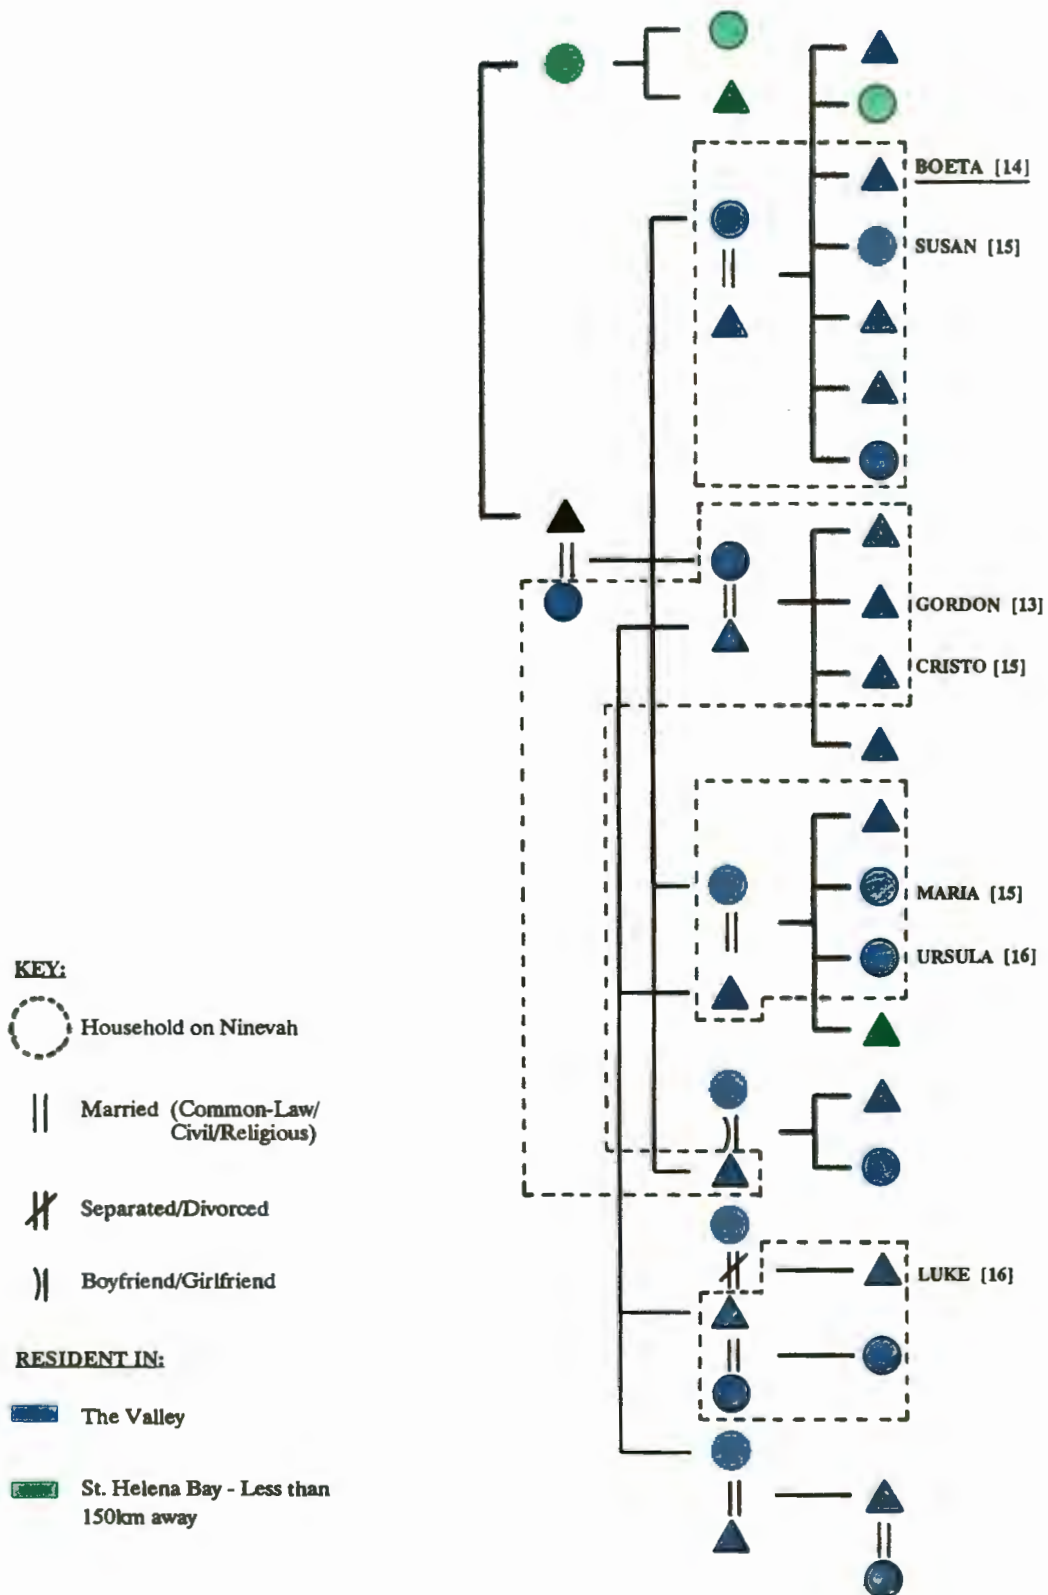 BOETA [14]
SUSAN [15]
GORDON [13]
CRISTO [15]
MARIA [15]
URSULA [16]
LUKE [16]
KEY:
Household on Ninevah
Married (Common-Law/
Civil/Religious)
Separated/Divorced
Boyfriend/Girlfriend
RESIDENT IN:
The Valley
St. Helena Bay - Less than
150km away